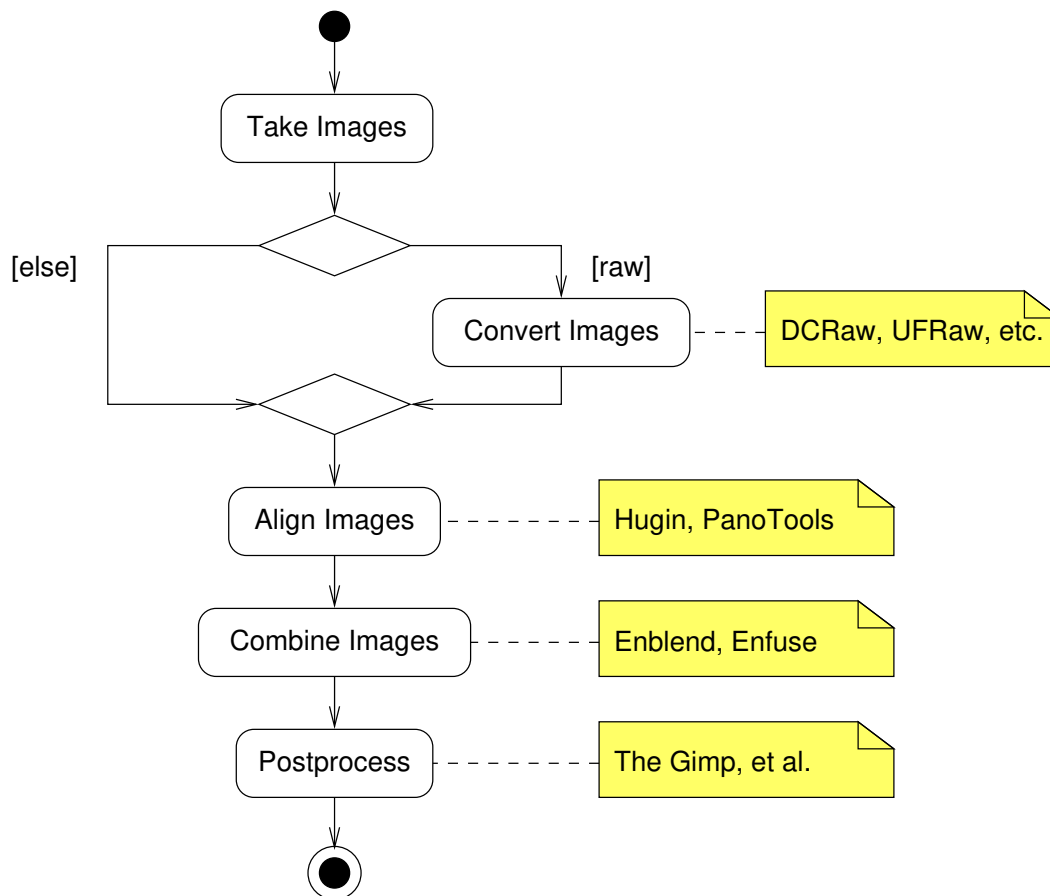 Take Images
[else]
[raw]
Convert Images
DCRaw, UFRaw, etc.
Align Images
Hugin, PanoTools
Combine Images
Enblend, Enfuse
Postprocess
The Gimp, et al.